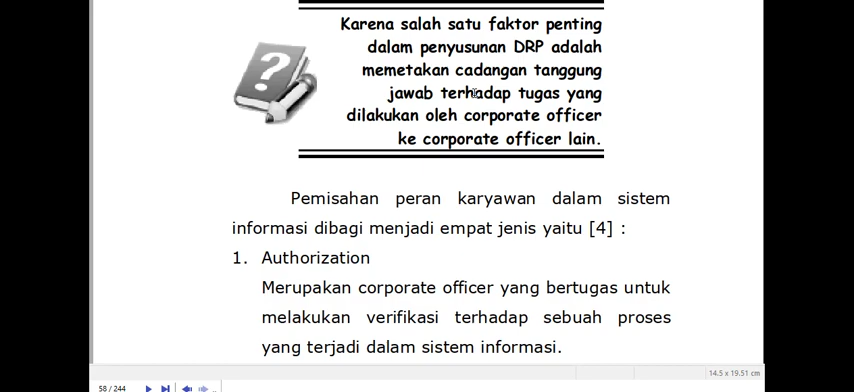 Karena salah satu faktor penting
dalam penyusunan DRP adalah
memetakan cadangan tanggung
jawab terhadap tugas yang
dilakukan oleh corporate officer
ke corporate officer lain.
?
Pemisahan peran karyawan dalam sistem
informasi dibagi menjadi empat jenis yaitu [4] :
1. Authorization
Merupakan corporate officer yang bertugas untuk
melakukan verifikasi terhadap sebuah proses
yang terjadi dalam sistem informasi.
14.5 x 19.51 cm
58 / 244